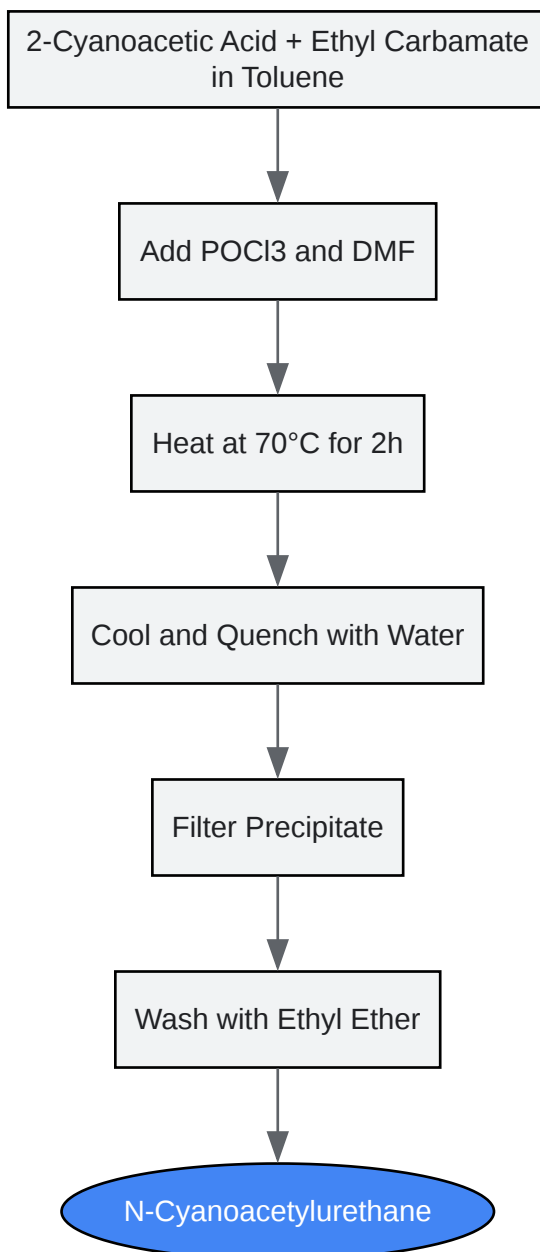 2-Cyanoacetic Acid + Ethyl Carbamate
in Toluene
Add POCl3 and DMF
Heat at 70°C for 2h
Cool and Quench with Water
Filter Precipitate
Wash with Ethyl Ether
N-Cyanoacetylurethane